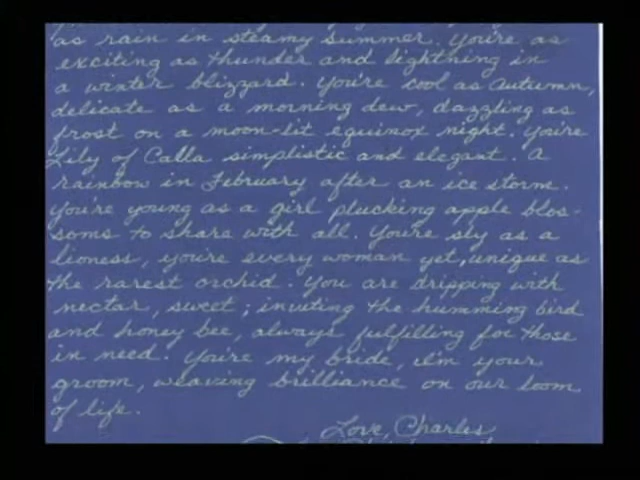 as rain in steamy summer. You're as
exciting as thunder and lightning in
a winter blizzard. You're cool as Autumn,
delicate as a morning dew, dazzling as
frost on a moon-lit equinox night. You're
Lily of Calla simplistic and elegant. A
rainbow in February after an ice storm.
You're young as a girl plucking apple blos-
soms to share with all. You're sly as a
lioness, you're every woman yet, unique as
the rarest orchid. You are dripping with
nectar, sweet; inviting the humming bird
and honey bee, always fulfilling for those
in need. You're my bride, I'm your
groom, weaving brilliance on our loom
of life.
Love, Charles